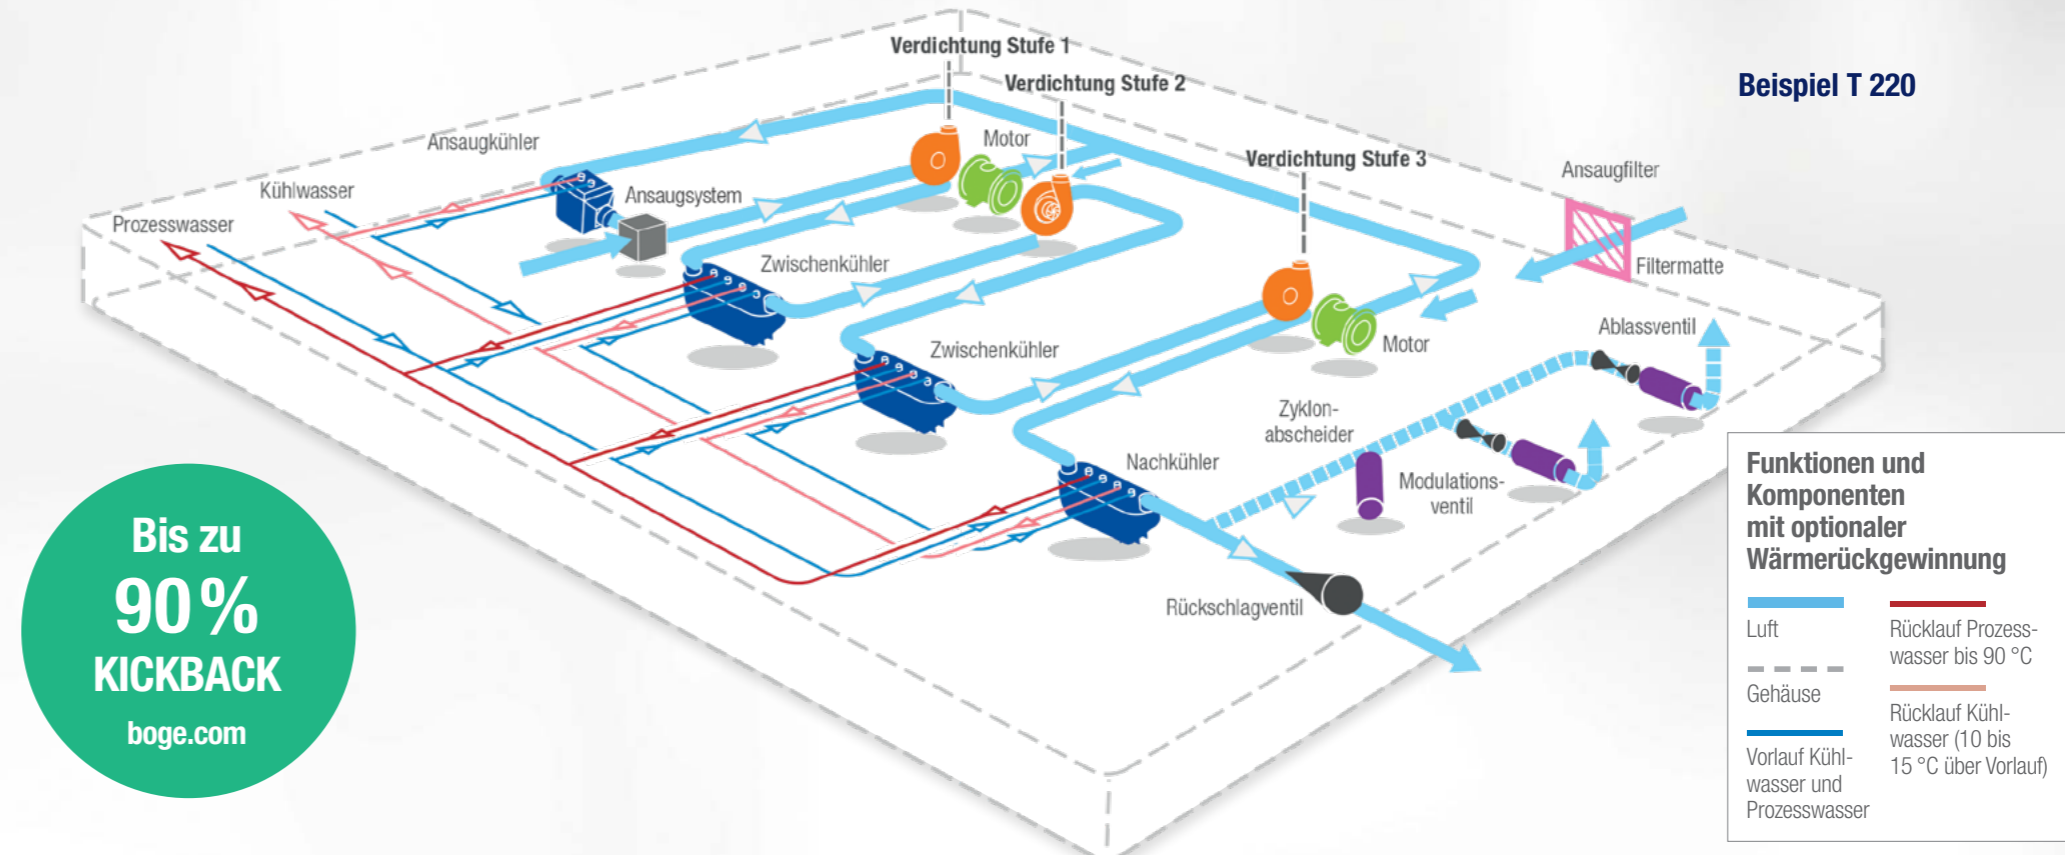 Verdichtung Stufe 1
Verdichtung Stufe 2
Beispiel T 220
Ansaugkühler
Motor
Verdichtung Stufe 3
Ansaugfilter
Kühlwasser
Ansaugsystem
Prozesswasser
Zwischenkühler
Filtermatte
Ablassventil
Zwischenkühler
Motor
Zyklon-
abscheider
Nachkühler
Modulations-
ventil
Rückschlagventil
Bis zu
90 %
KICKBACK
boge.com
Funktionen und
Komponenten
mit optionaler
Wärmerückgewinnung
Luft
Gehäuse
Vorlauf Kühl-
wasser und
Prozesswasser
Rücklauf Prozess-
wasser bis 90 °C
Rücklauf Kühl-
wasser (10 bis
15 °C über Vorlauf)